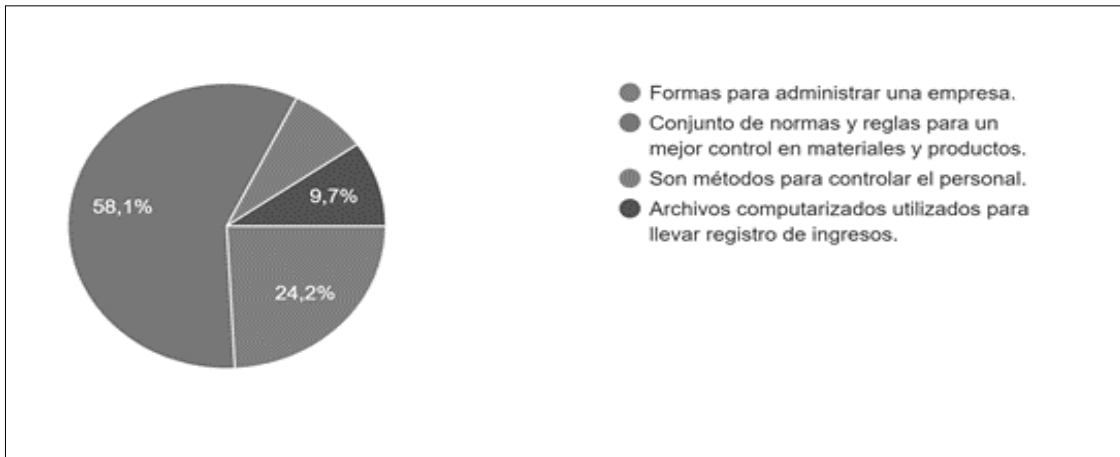 58,1%
9,7%
24,2%
Formas para administrar una empresa.
Conjunto de normas y reglas para un
mejor control en materiales y productos.
Son métodos para controlar el personal.
Archivos computarizados utilizados para
llevar registro de ingresos.